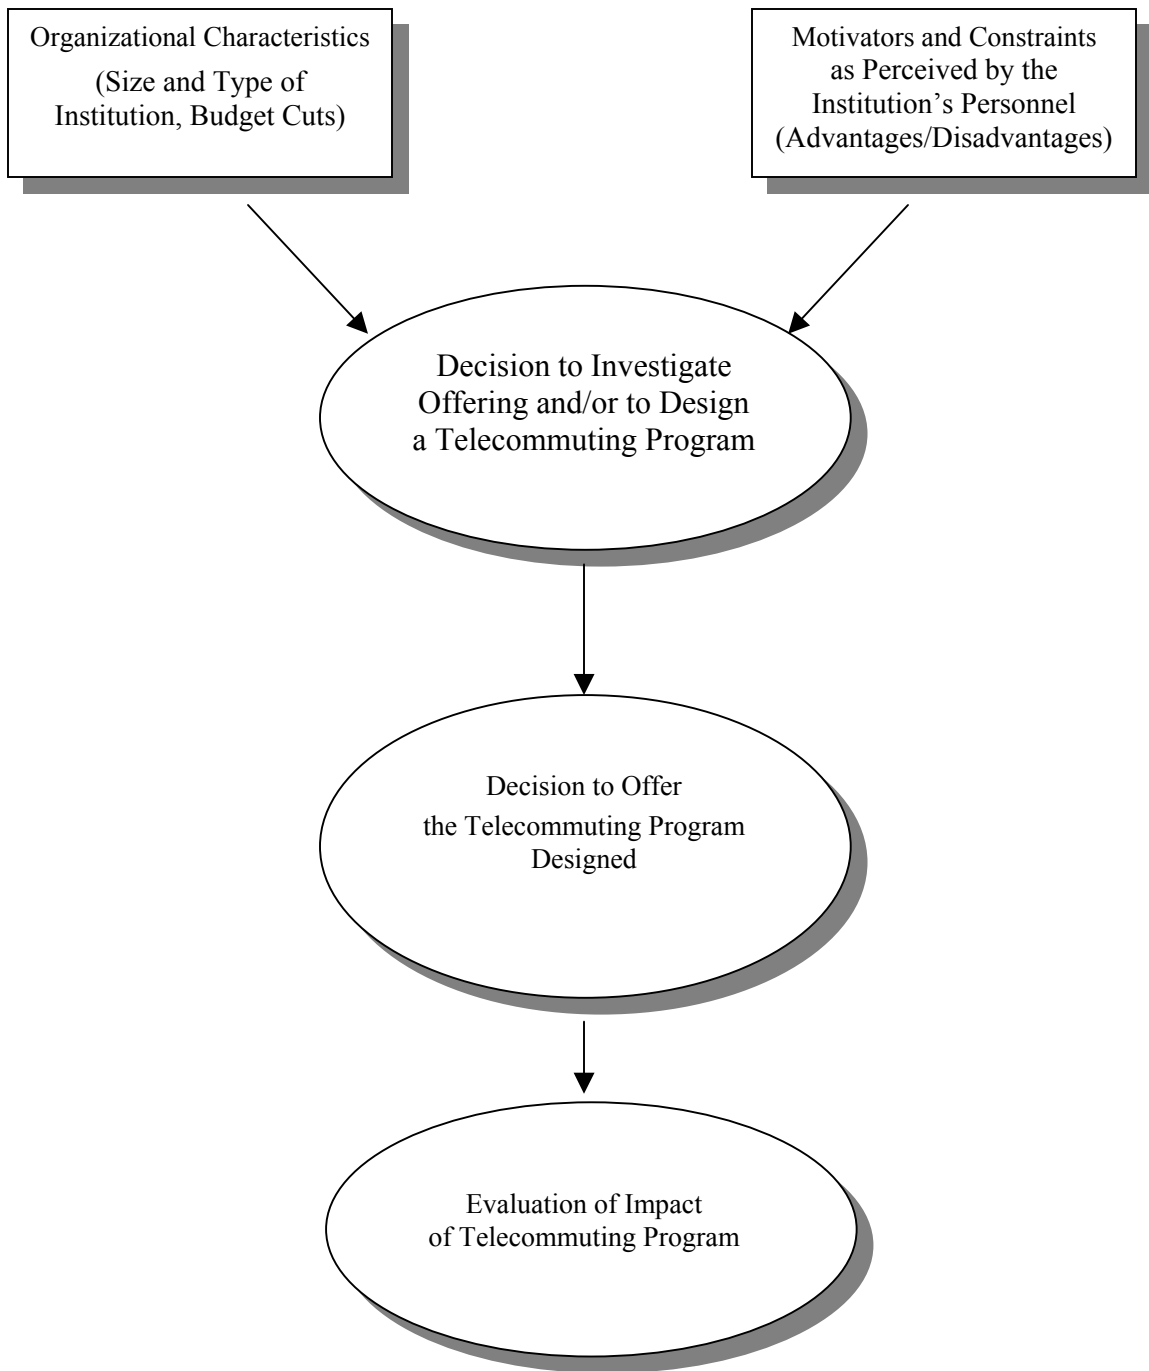 Organizational Characteristics
(Size and Type of
Institution, Budget Cuts)
Motivators and Constraints
as Perceived by the
Institution’s Personnel
(Advantages/Disadvantages)
Decision to Investigate
Offering and/or to Design
a Telecommuting Program
Decision to Offer
the Telecommuting Program
Designed
Evaluation of Impact
of Telecommuting Program